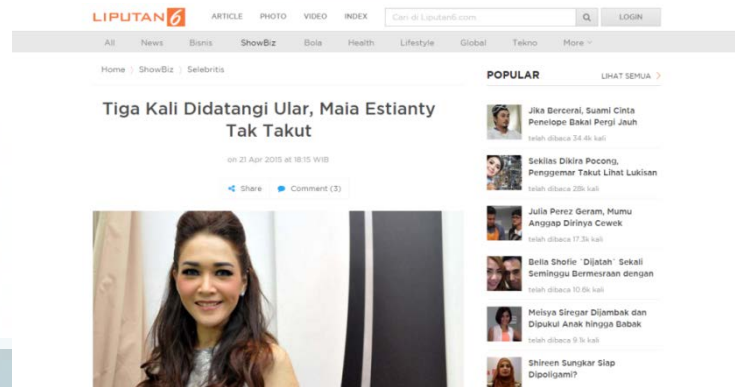 LIPUTAN 6
ARTICLE PHOTO VIDEO INDEX
Cari di Liputan6.com
LOGIN
All News Bisnis ShowBiz Bola Health Lifestyle Global Tekno More
Home ShowBiz Selebritis
Tiga Kali Didatangi Ular, Maia Estianty
Tak Takut
on 21 Apr 2015 at 18:15 WIB
Share Comment (3)
POPULAR LIHAT SEMUA
Jika Bercerai, Suami Cinta
Penelope Bakal Pergi Jauh
telah dibaca 34.4k kali
Sekilas Dikira Pocong,
Penggemar Takut Lihat Lukisan
telah dibaca 28k kali
Julia Perez Geram, Mumu
Anggap Dirinya Cewek
telah dibaca 17.3k kali
Bella Shofie `Dijatah` Sekali
Seminggu Bermesraan dengan
telah dibaca 10.8k kali
Meisya Siregar Dijambak dan
Dipukul Anak hingga Babak
telah dibaca 9.1k kali
Shireen Sungkar Siap
Dipoligami?